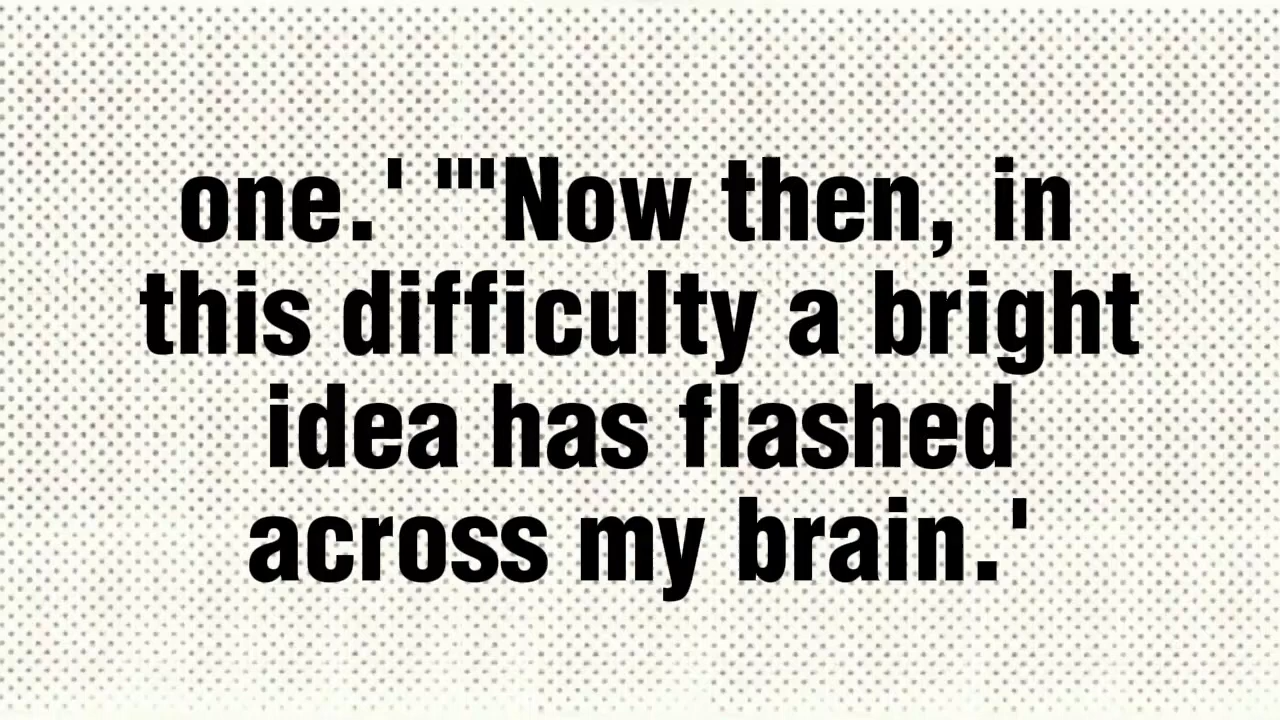 one.' '"Now then, in
this difficulty a bright
idea has flashed
across my brain.'